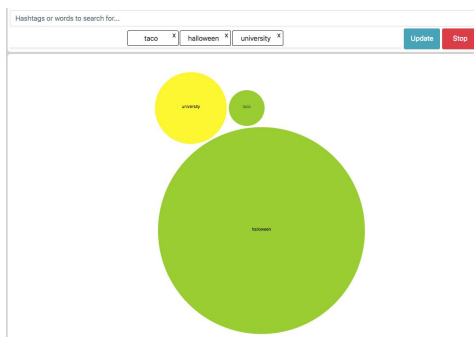 Hashtags or words to search for...
taco x halloween x university x
Update Stop
university
taco
halloween